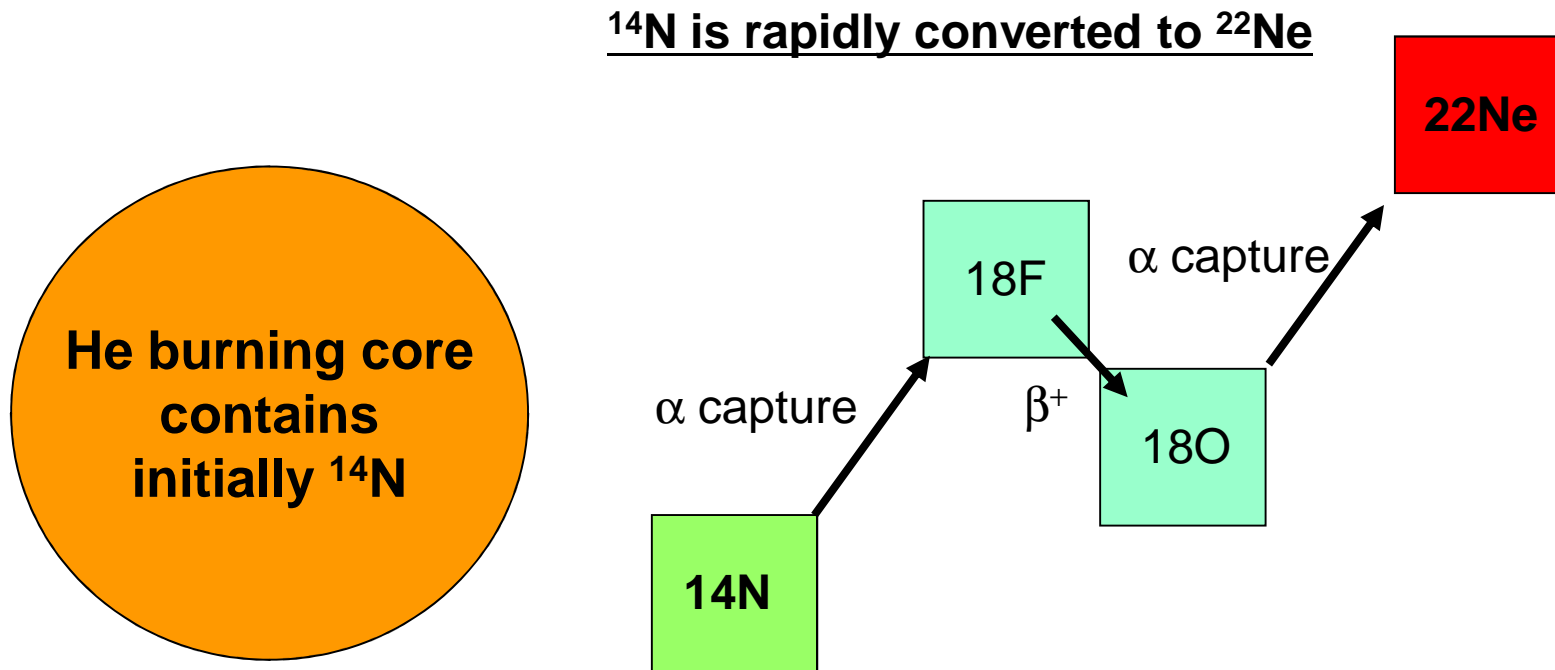 ¹⁴N is rapidly converted to ²²Ne
22Ne
He burning core
contains
initially ¹⁴N
18F
α capture
α capture
β⁺
18O
14N